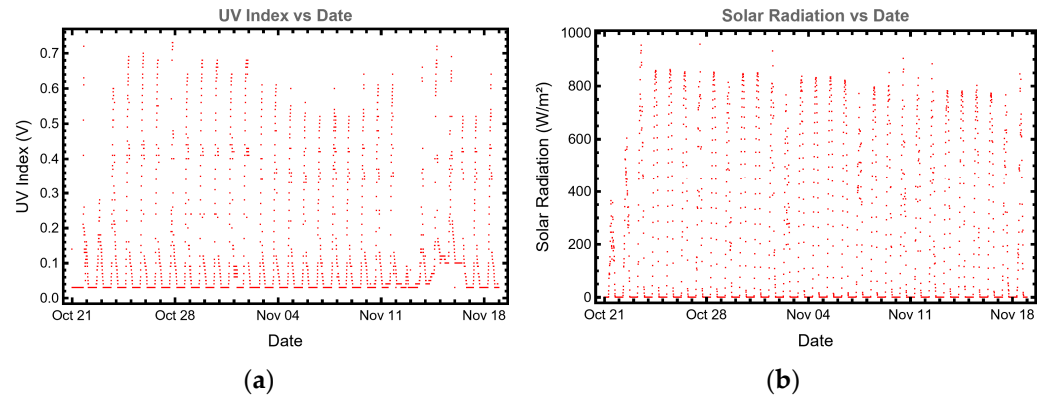 UV Index vs Date
0.7
0.6
0.5
0.4
0.3
0.2
0.1
0.0
UV Index (V)
Oct 21 Oct 28 Nov 04 Nov 11 Nov 18
Date
(a)
Solar Radiation vs Date
1000
800
600
400
200
0
Solar Radiation (W/m²)
Oct 21 Oct 28 Nov 04 Nov 11 Nov 18
Date
(b)